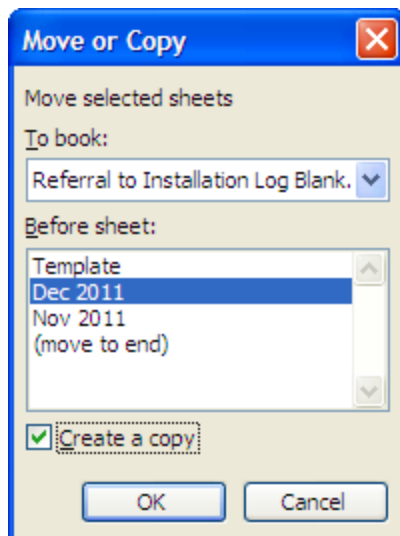 Move or Copy
Move selected sheets
To book:
Referral to Installation Log Blank.
Before sheet:
Template
Dec 2011
Nov 2011
(move to end)
Create a copy
OK Cancel